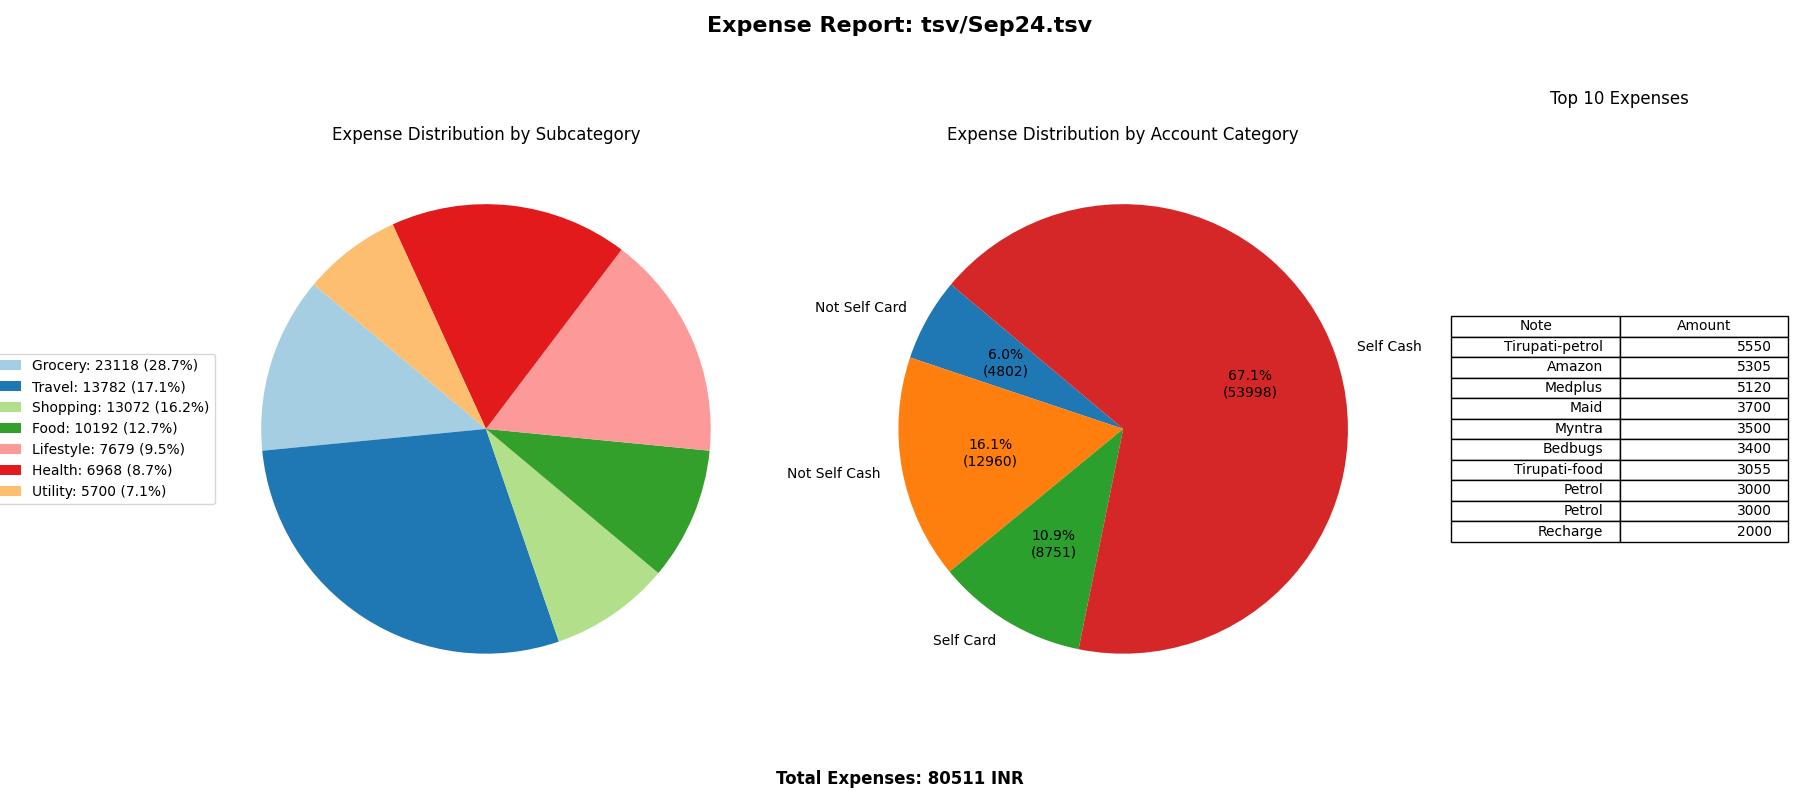 Expense Report: tsv/Sep24.tsv
Expense Distribution by Subcategory
Grocery: 23118 (28.7%)
Travel: 13782 (17.1%)
Shopping: 13072 (16.2%)
Food: 10192 (12.7%)
Lifestyle: 7679 (9.5%)
Health: 6968 (8.7%)
Utility: 5700 (7.1%)
Expense Distribution by Account Category
Not Self Card
6.0%
(4802)
Not Self Cash
16.1%
(12960)
Self Card
10.9%
(8751)
Self Cash
67.1%
(53998)
Top 10 Expenses
Note Amount
Tirupati-petrol 5550
Amazon 5305
Medplus 5120
Maid 3700
Myntra 3500
Bedbugs 3400
Tirupati-food 3055
Petrol 3000
Petrol 3000
Recharge 2000
Total Expenses: 80511 INR